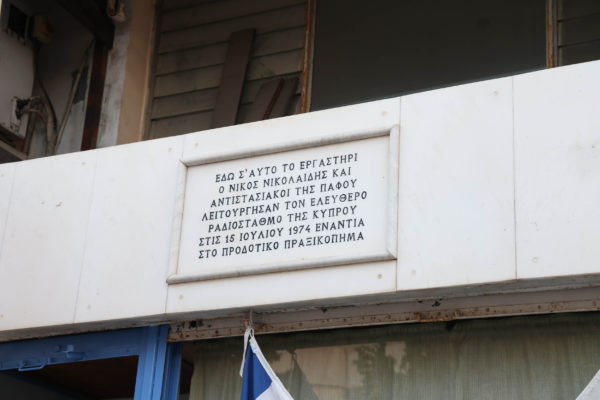 ΕΔΩ Σ'ΑΥΤΟ ΤΟ ΕΡΓΑΣΤΗΡΙ
Ο ΝΙΚΟΣ ΝΙΚΟΛΑΙΔΗΣ ΚΑΙ
ΑΝΤΙΣΤΑΣΙΑΚΟΙ ΤΗΣ ΠΑΦΟΥ
ΛΕΙΤΟΥΡΓΗΣΑΝ ΤΟΝ ΕΛΕΥΘΕΡΟ
ΡΑΔΙΟΣΤΑΘΜΟ ΤΗΣ ΚΥΠΡΟΥ
ΣΤΙΣ 15 ΙΟΥΛΙΟΥ 1974 ΕΝΑΝΤΙΑ
ΣΤΟ ΠΡΟΔΟΤΙΚΟ ΠΡΑΞΙΚΟΠΗΜΑ